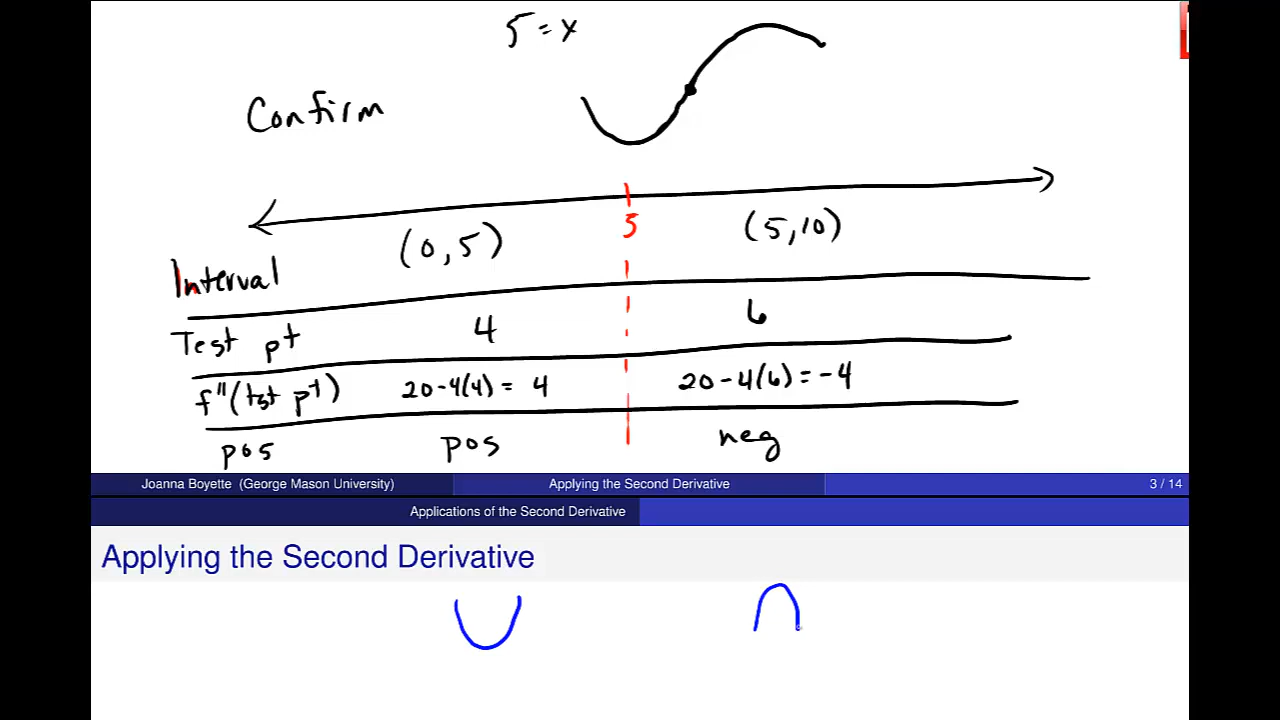 5 = x
Confirm
5
(0, 5)
(5, 10)
Interval
Test pt 4 6
f"(tst pt) 20-4(4) = 4 20-4(6) = -4
pos pos neg
Joanna Boyette (George Mason University) Applying the Second Derivative 3 / 14
Applications of the Second Derivative
Applying the Second Derivative